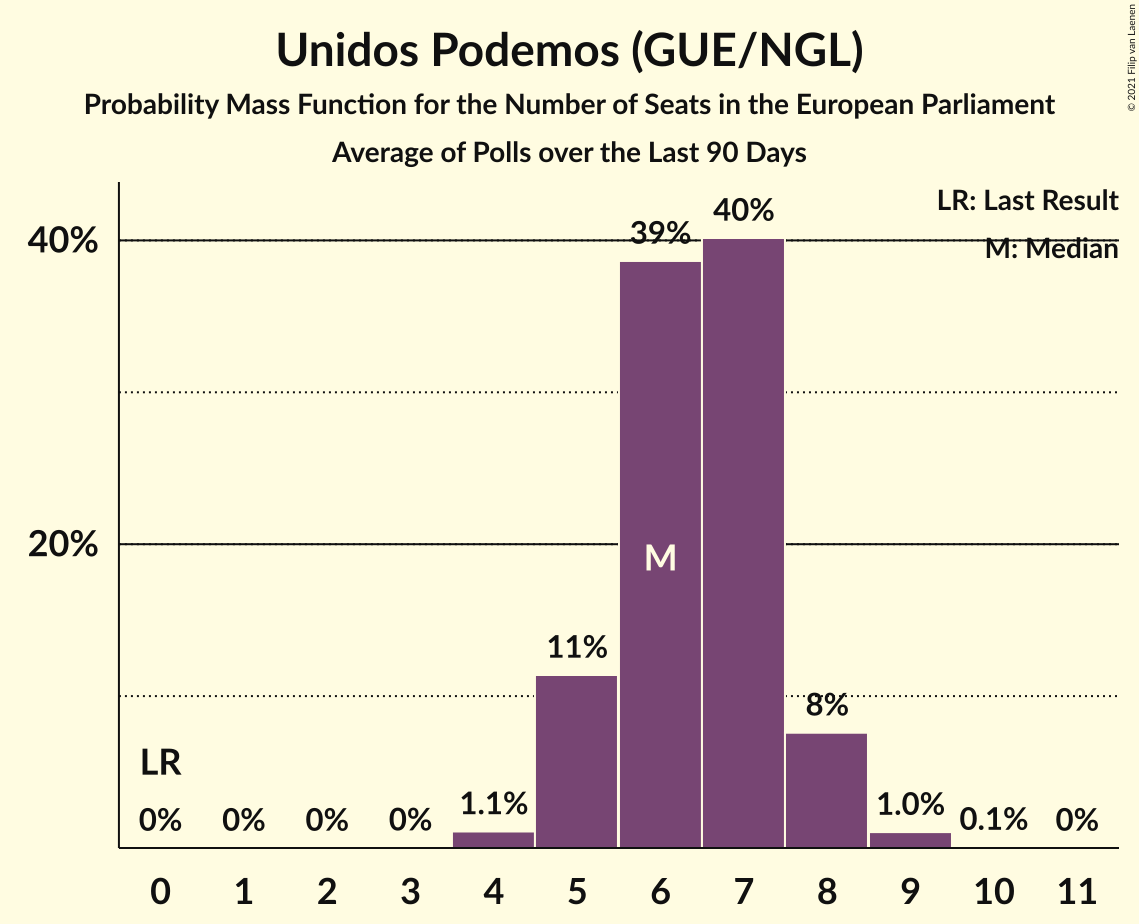 Unidos Podemos (GUE/NGL)
Probability Mass Function for the Number of Seats in the European Parliament
Average of Polls over the Last 90 Days
© 2021 Filip van Laenen
LR: Last Result
M: Median
40%
20%
39%
40%
M
11%
8%
LR
0%
0%
0%
0%
1.1%
1.0%
0.1%
0%
0 1 2 3 4 5 6 7 8 9 10 11